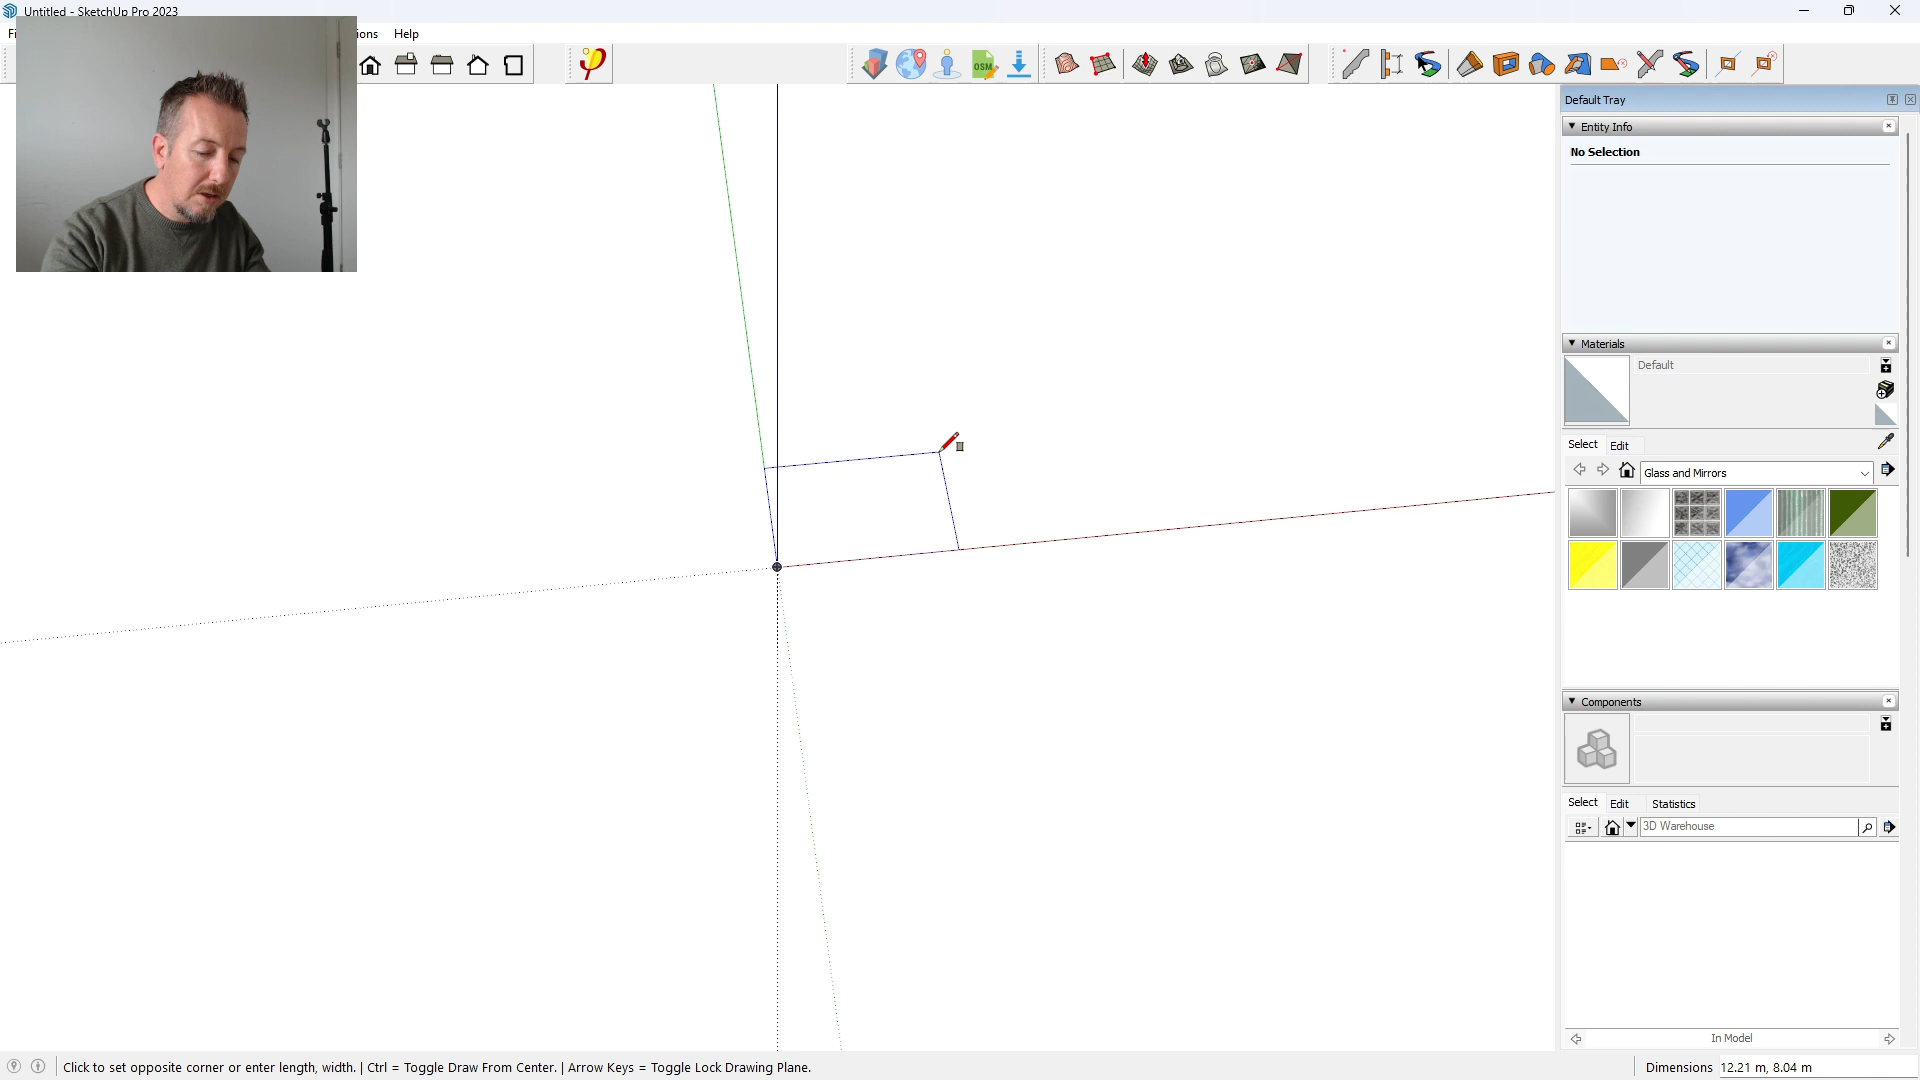 Untitled - SketchUp Pro 2023
Fi
ions Help
OSM
Default Tray
Entity Info
No Selection
Materials
Default
Select Edit
Glass and Mirrors
Components
Select Edit Statistics
3D Warehouse
In Model
Click to set opposite corner or enter length, width. | Ctrl = Toggle Draw From Center. | Arrow Keys = Toggle Lock Drawing Plane.
Dimensions 12.21 m, 8.04 m